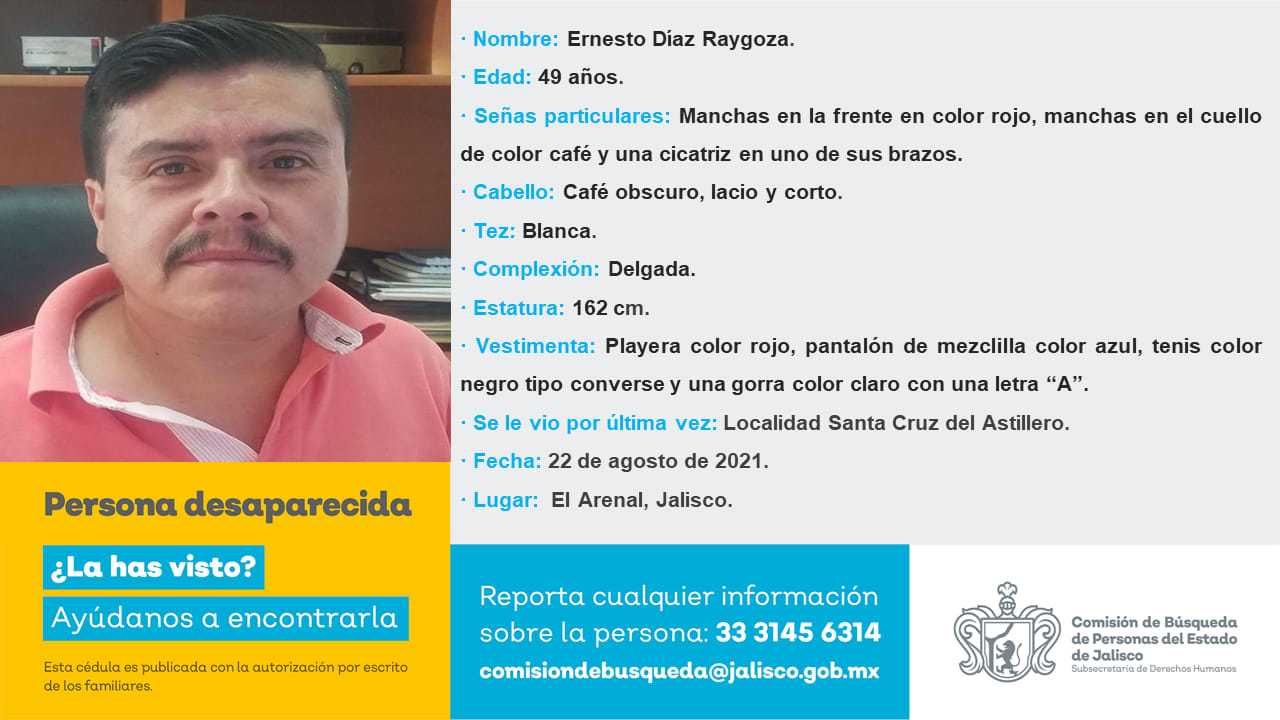 · Nombre: Ernesto Díaz Raygoza.
· Edad: 49 años.
· Señas particulares: Manchas en la frente en color rojo, manchas en el cuello
de color café y una cicatriz en uno de sus brazos.
· Cabello: Café obscuro, lacio y corto.
· Tez: Blanca.
· Complexión: Delgada.
· Estatura: 162 cm.
· Vestimenta: Playera color rojo, pantalón de mezclilla color azul, tenis color
negro tipo converse y una gorra color claro con una letra “A”.
· Se le vio por última vez: Localidad Santa Cruz del Astillero.
· Fecha: 22 de agosto de 2021.
· Lugar: El Arenal, Jalisco.
Persona desaparecida
¿La has visto?
Ayúdanos a encontrarla
Esta cédula es publicada con la autorización por escrito
de los familiares.
Reporta cualquier información
sobre la persona: 33 3145 6314
comisiondebusqueda@jalisco.gob.mx
Comisión de Búsqueda
de Personas del Estado
de Jalisco
Subsecretaría de Derechos Humanos